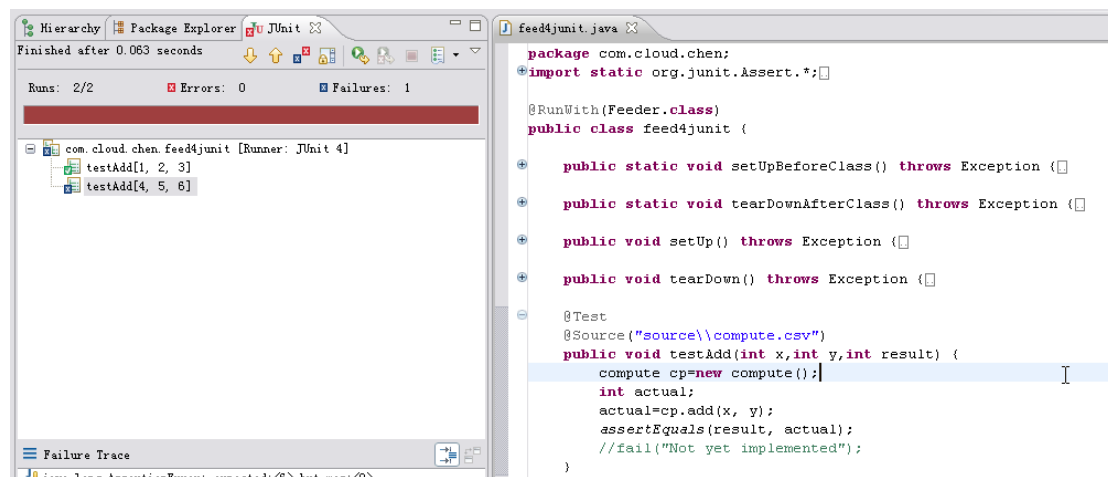 Hierarchy Package Explorer JUnit
Finished after 0.063 seconds
Runs: 2/2 Errors: 0 Failures: 1
com.cloud.chen.feed4junit [Runner: JUnit 4]
testAdd[1, 2, 3]
testAdd[4, 5, 6]
Failure Trace
feed4junit.java
package com.cloud.chen;
import static org.junit.Assert.*;
@RunWith(Feeder.class)
public class feed4junit {
public static void setUpBeforeClass() throws Exception {
public static void tearDownAfterClass() throws Exception {
public void setUp() throws Exception {
public void tearDown() throws Exception {
@Test
@Source("source\\compute.csv")
public void testAdd(int x,int y,int result) {
compute cp=new compute();
int actual;
actual=cp.add(x, y);
assertEquals(result, actual);
//fail("Not yet implemented");
}